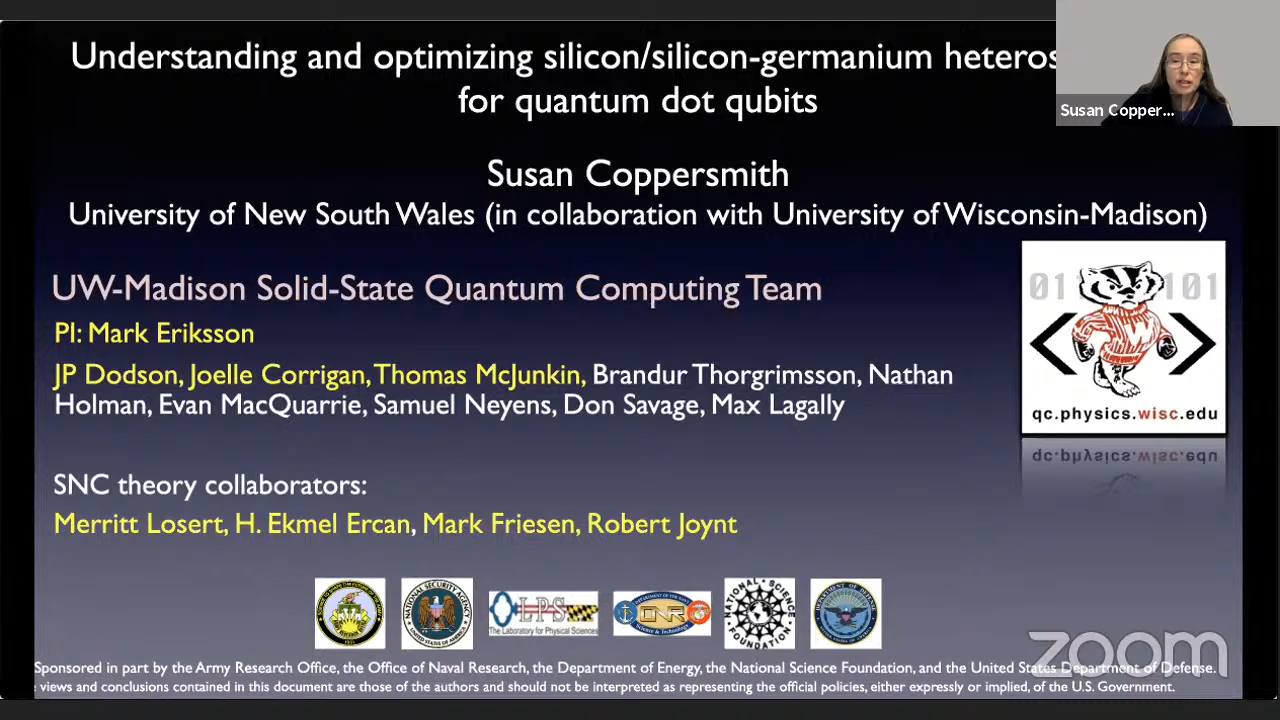 Understanding and optimizing silicon/silicon-germanium heteros
for quantum dot qubits
Susan Copper...
Susan Coppersmith
University of New South Wales (in collaboration with University of Wisconsin-Madison)
UW-Madison Solid-State Quantum Computing Team
PI: Mark Eriksson
JP Dodson, Joelle Corrigan, Thomas McJunkin, Brandur Thorgrimsson, Nathan
Holman, Evan MacQuarrie, Samuel Neyens, Don Savage, Max Lagally
01 101
qc.physics.wisc.edu
SNC theory collaborators:
Merritt Losert, H. Ekmel Ercan, Mark Friesen, Robert Joynt
LPS
The Laboratory for Physical Sciences
ONR
Science & Technology
NATIONAL SCIENCE FOUNDATION
zoom
Sponsored in part by the Army Research Office, the Office of Naval Research, the Department of Energy, the National Science Foundation, and the United States Department of Defense.
views and conclusions contained in this document are those of the authors and should not be interpreted as representing the official policies, either expressly or implied, of the U.S. Government.